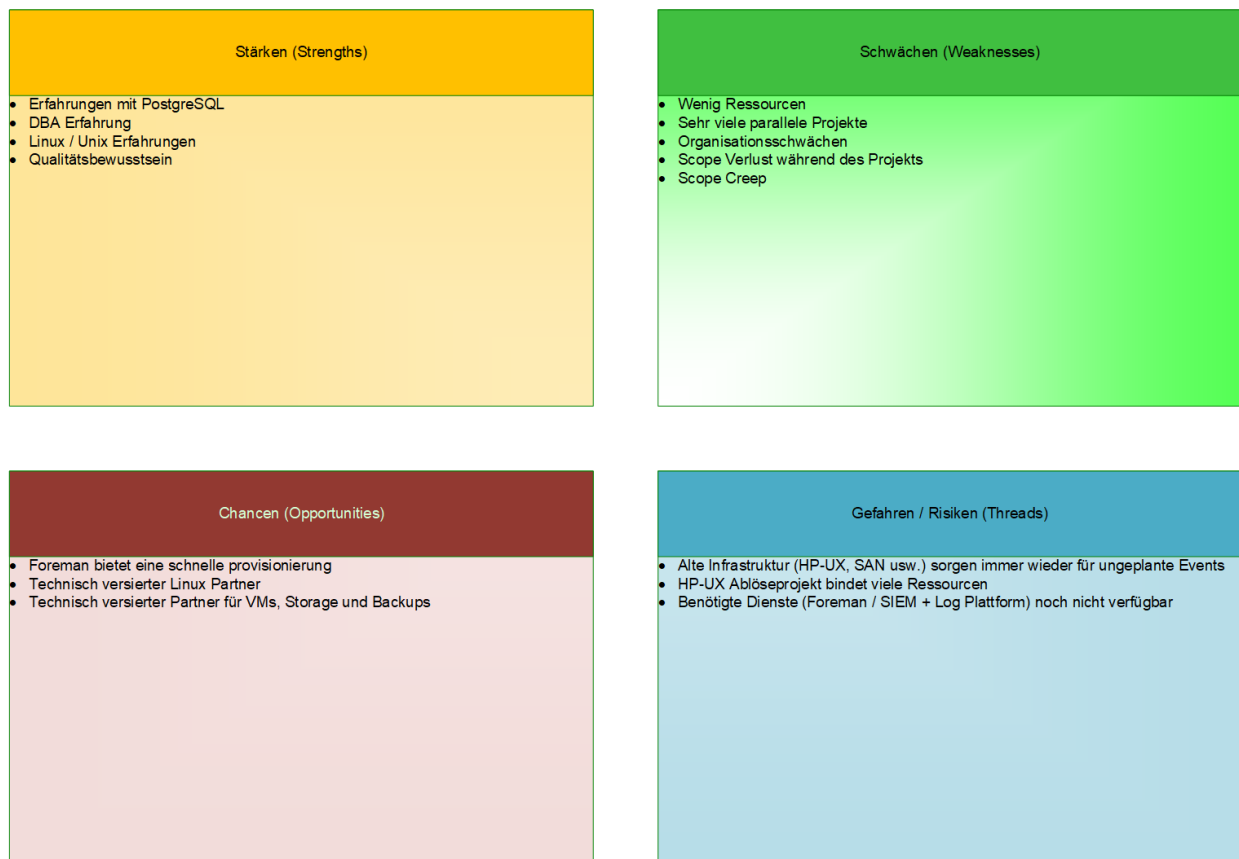 Stärken (Strengths)
• Erfahrungen mit PostgreSQL
• DBA Erfahrung
• Linux / Unix Erfahrungen
• Qualitätsbewusstsein
Schwächen (Weaknesses)
• Wenig Ressourcen
• Sehr viele parallele Projekte
• Organisationsschwächen
• Scope Verlust während des Projekts
• Scope Creep
Chancen (Opportunities)
• Foreman bietet eine schnelle provisionierung
• Technisch versierter Linux Partner
• Technisch versierter Partner für VMs, Storage und Backups
Gefahren / Risiken (Threads)
• Alte Infrastruktur (HP-UX, SAN usw.) sorgen immer wieder für ungeplante Events
• HP-UX Ablöseprojekt bindet viele Ressourcen
• Benötigte Dienste (Foreman / SIEM + Log Plattform) noch nicht verfügbar